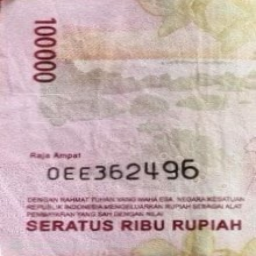 100000
Raja Ampat
OEE362496
DENGAN RAHMAT TUHAN YANG MAHA ESA, NEGARA KESATUAN
REPUBLIK INDONESIA MENGELUARKAN RUPIAH SEBAGAI ALAT
PEMBAYARAN YANG SAH DENGAN NILAI
SERATUS RIBU RUPIAH